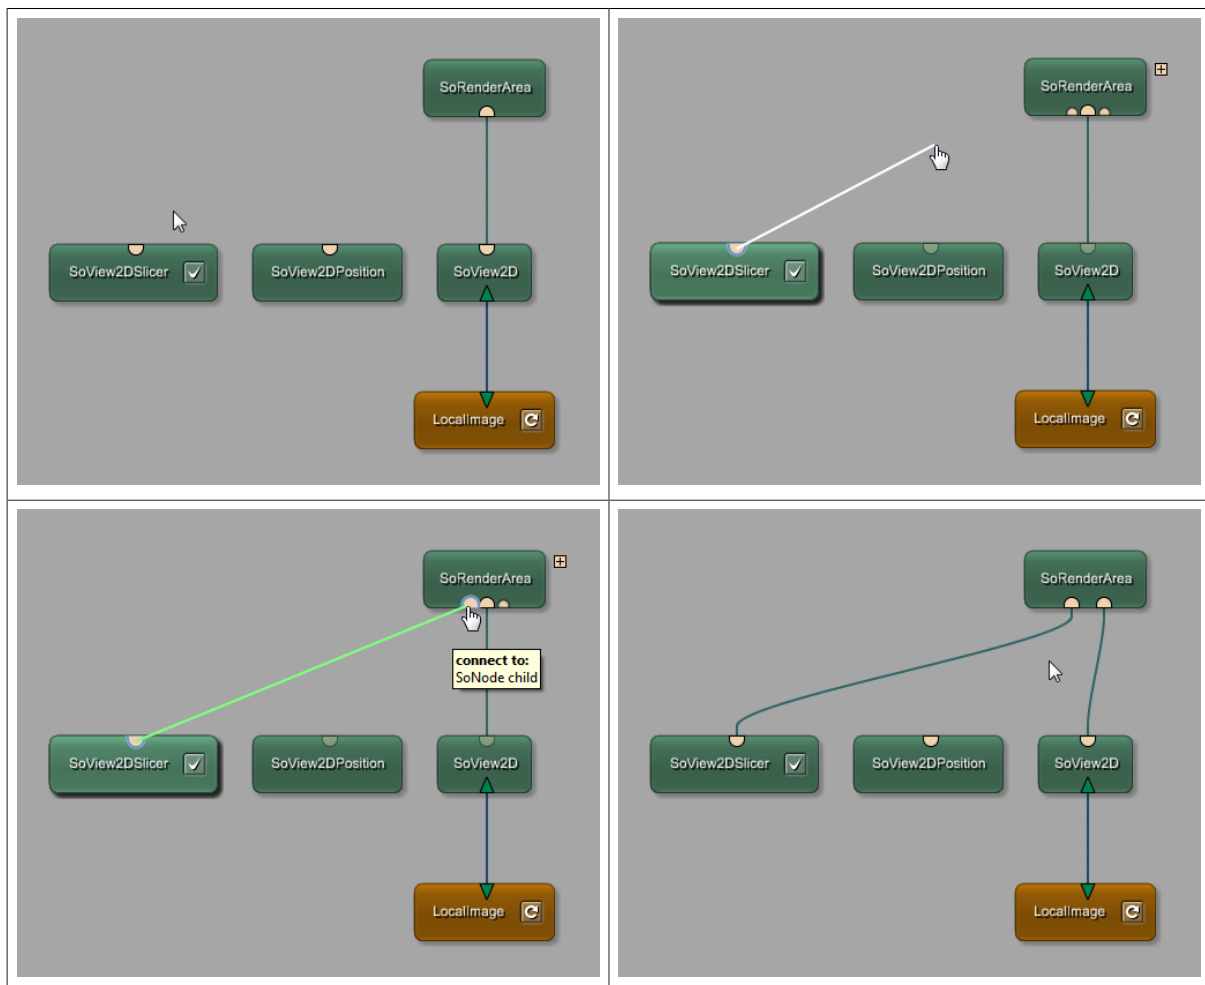 SoRenderArea
SoView2DSlicer
SoView2DPosition
SoView2D
LocalImage
SoRenderArea
SoView2DSlicer
SoView2DPosition
SoView2D
LocalImage
SoRenderArea
connect to:
SoNode child
SoView2DSlicer
SoView2DPosition
SoView2D
LocalImage
SoRenderArea
SoView2DSlicer
SoView2DPosition
SoView2D
LocalImage